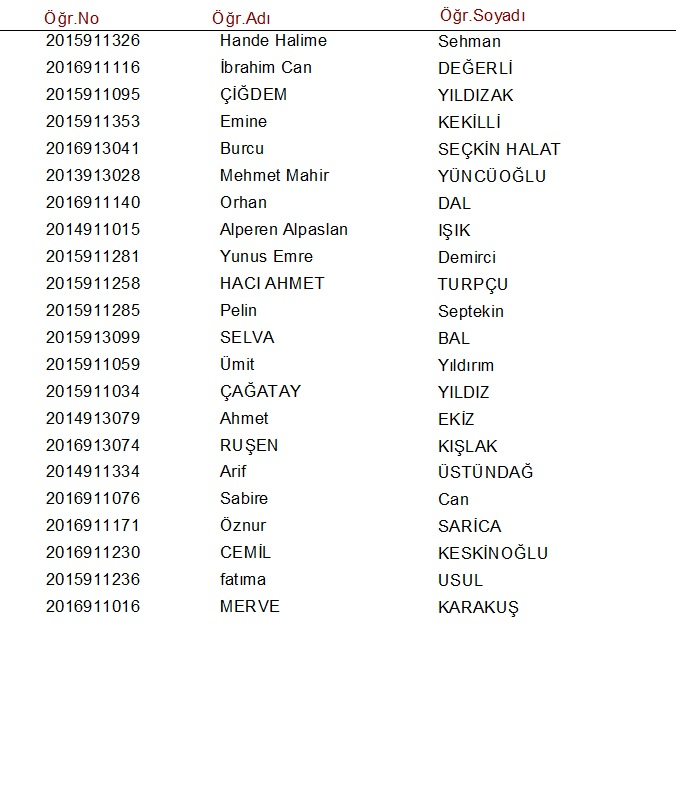 Öğr.No Öğr.Adı Öğr.Soyadı
2015911326 Hande Halime Sehman
2016911116 İbrahim Can DEĞERLİ
2015911095 ÇİĞDEM YILDIZAK
2015911353 Emine KEKİLLİ
2016913041 Burcu SEÇKİN HALAT
2013913028 Mehmet Mahir YÜNCÜOĞLU
2016911140 Orhan DAL
2014911015 Alperen Alpaslan IŞIK
2015911281 Yunus Emre Demirci
2015911258 HACI AHMET TURPÇU
2015911285 Pelin Septekin
2015913099 SELVA BAL
2015911059 Ümit Yıldırım
2015911034 ÇAĞATAY YILDIZ
2014913079 Ahmet EKİZ
2016913074 RUŞEN KIŞLAK
2014911334 Arif ÜSTÜNDAĞ
2016911076 Sabire Can
2016911171 Öznur SARİCA
2016911230 CEMİL KESKİNOĞLU
2015911236 fatıma USUL
2016911016 MERVE KARAKUŞ